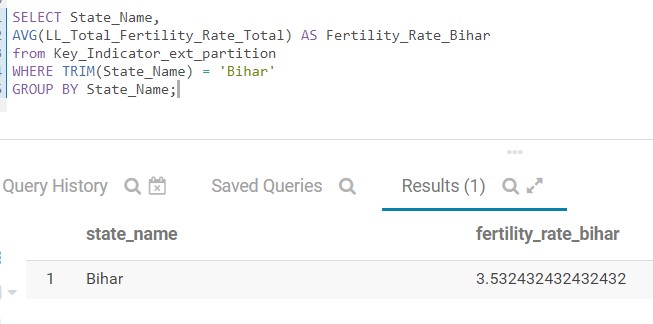 SELECT State_Name,
AVG(LL_Total_Fertility_Rate_Total) AS Fertility_Rate_Bihar
from Key_Indicator_ext_partition
WHERE TRIM(State_Name) = 'Bihar'
GROUP BY State_Name;
Query History Saved Queries Results (1)
state_name fertility_rate_bihar
1 Bihar 3.532432432432432